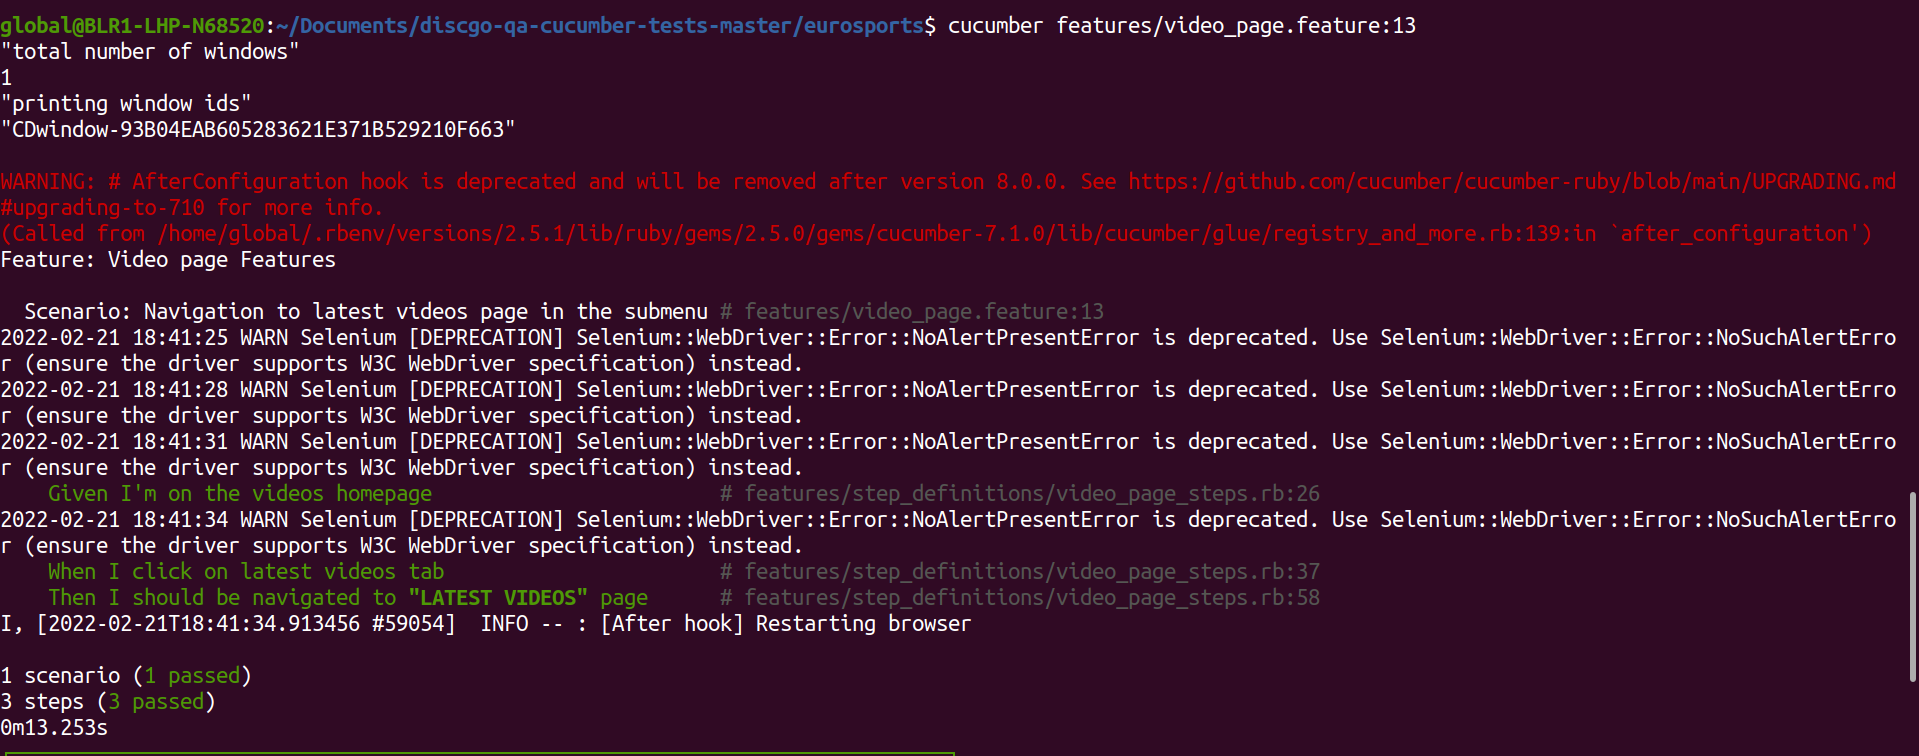 global@BLR1-LHP-N68520:~/Documents/discgo-qa-cucumber-tests-master/eurosports$ cucumber features/video_page.feature:13
"total number of windows"
1
"printing window ids"
"CDwindow-93B04EAB605283621E371B529210F663"
WARNING: # AfterConfiguration hook is deprecated and will be removed after version 8.0.0. See https://github.com/cucumber/cucumber-ruby/blob/main/UPGRADING.md
#upgrading-to-710 for more info.
(Called from /home/global/.rbenv/versions/2.5.1/lib/ruby/gems/2.5.0/gems/cucumber-7.1.0/lib/cucumber/glue/registry_and_more.rb:139:in `after_configuration')
Feature: Video page Features
  Scenario: Navigation to latest videos page in the submenu # features/video_page.feature:13
2022-02-21 18:41:25 WARN Selenium [DEPRECATION] Selenium::WebDriver::Error::NoAlertPresentError is deprecated. Use Selenium::WebDriver::Error::NoSuchAlertErro
r (ensure the driver supports W3C WebDriver specification) instead.
2022-02-21 18:41:28 WARN Selenium [DEPRECATION] Selenium::WebDriver::Error::NoAlertPresentError is deprecated. Use Selenium::WebDriver::Error::NoSuchAlertErro
r (ensure the driver supports W3C WebDriver specification) instead.
2022-02-21 18:41:31 WARN Selenium [DEPRECATION] Selenium::WebDriver::Error::NoAlertPresentError is deprecated. Use Selenium::WebDriver::Error::NoSuchAlertErro
r (ensure the driver supports W3C WebDriver specification) instead.
    Given I'm on the videos homepage                        # features/step_definitions/video_page_steps.rb:26
2022-02-21 18:41:34 WARN Selenium [DEPRECATION] Selenium::WebDriver::Error::NoAlertPresentError is deprecated. Use Selenium::WebDriver::Error::NoSuchAlertErro
r (ensure the driver supports W3C WebDriver specification) instead.
    When I click on latest videos tab                       # features/step_definitions/video_page_steps.rb:37
    Then I should be navigated to "LATEST VIDEOS" page      # features/step_definitions/video_page_steps.rb:58
I, [2022-02-21T18:41:34.913456 #59054]  INFO -- : [After hook] Restarting browser
1 scenario (1 passed)
3 steps (3 passed)
0m13.253s